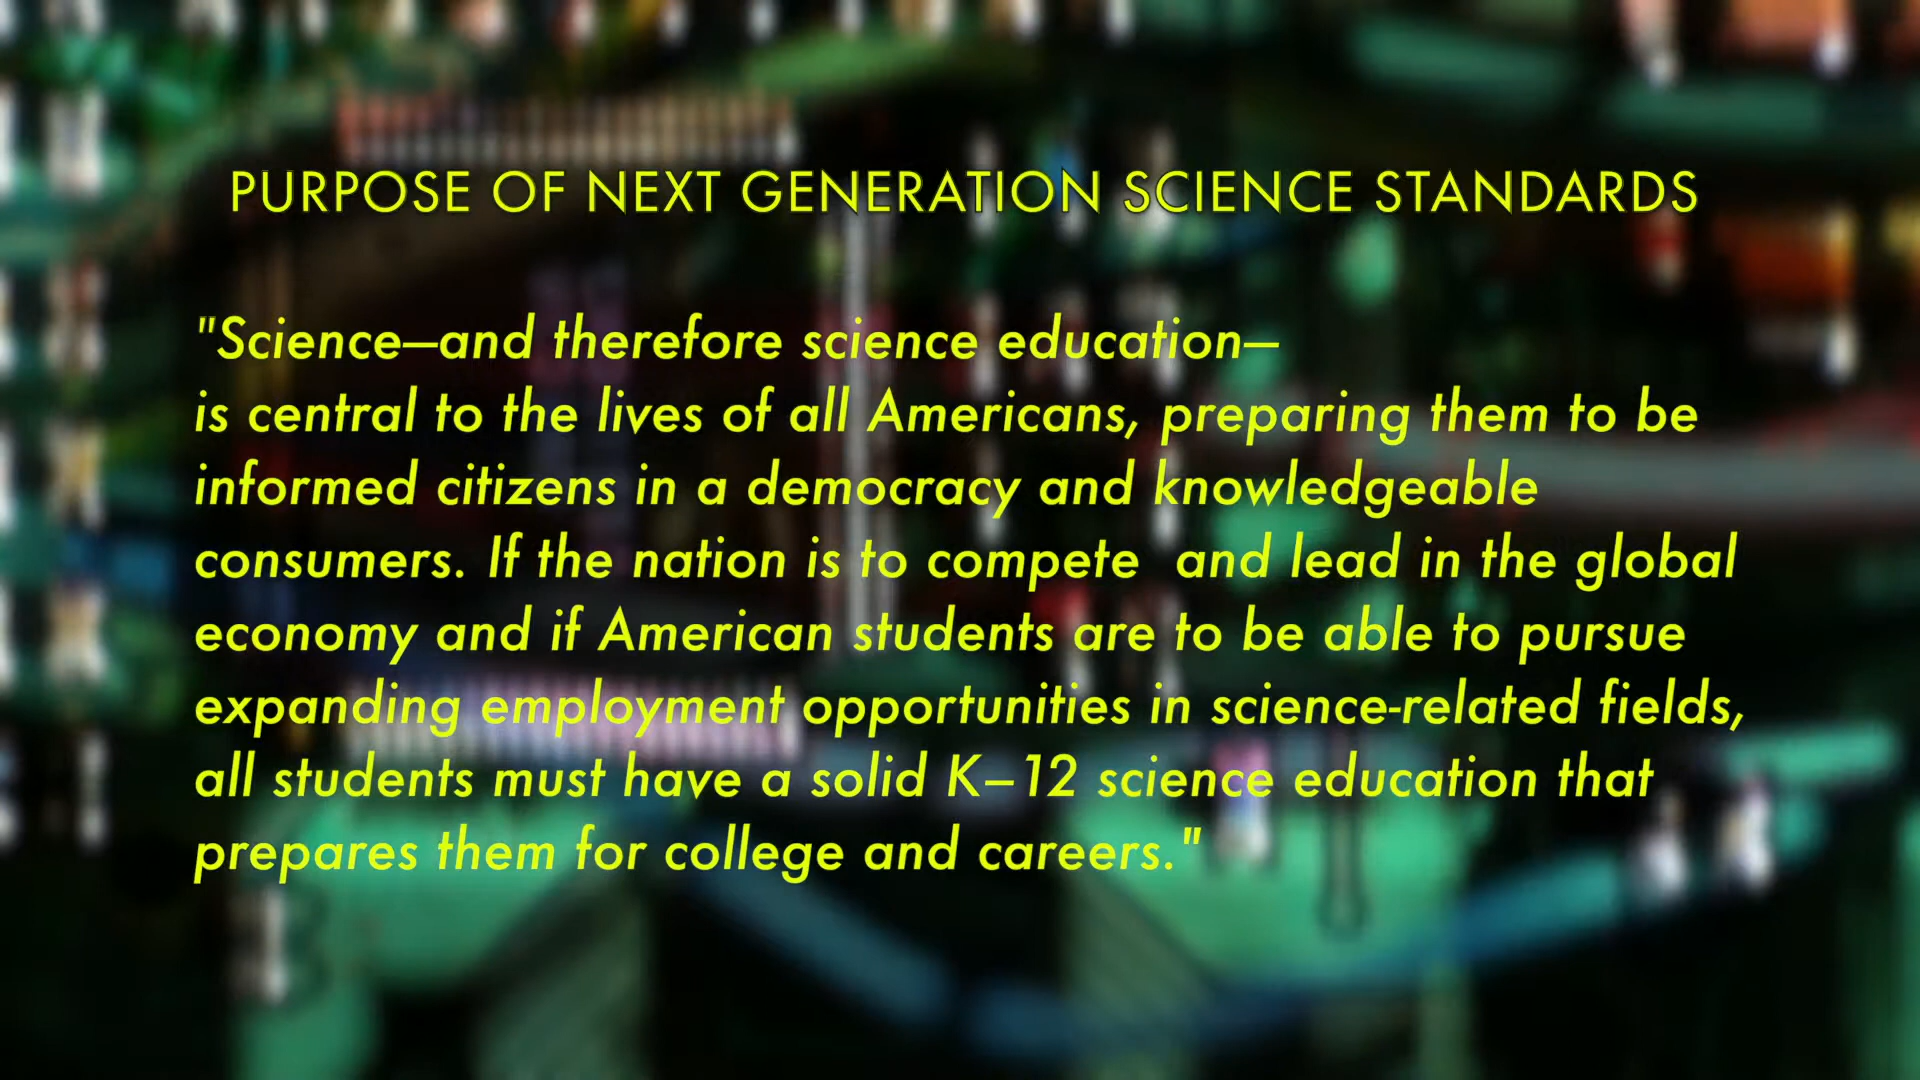 PURPOSE OF NEXT GENERATION SCIENCE STANDARDS
"Science—and therefore science education—
is central to the lives of all Americans, preparing them to be
informed citizens in a democracy and knowledgeable
consumers. If the nation is to compete  and lead in the global
economy and if American students are to be able to pursue
expanding employment opportunities in science-related fields,
all students must have a solid K–12 science education that
prepares them for college and careers."